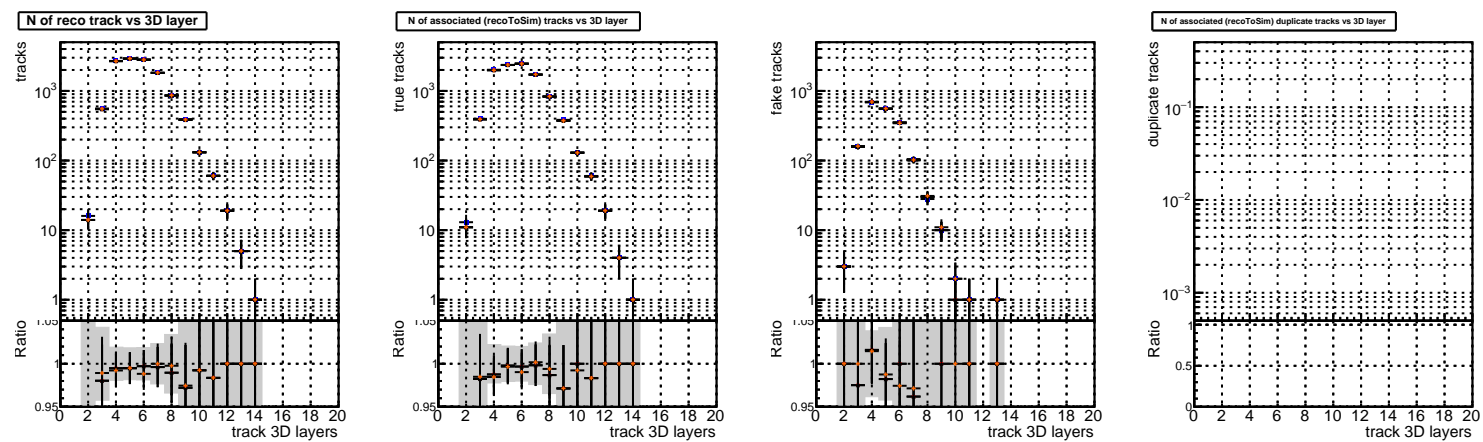 N of reco track vs 3D layer
tracks
10³
10²
10
1
Ratio
1.05
1
0.95
0 2 4 6 8 10 12 14 16 18 20
track 3D layers
N of associated (recoToSim) tracks vs 3D layer
true tracks
10³
10²
10
1
Ratio
1.05
1
0.95
0 2 4 6 8 10 12 14 16 18 20
track 3D layers
fake tracks
10³
10²
10
1
Ratio
1.05
1
0.95
0 2 4 6 8 10 12 14 16 18 20
track 3D layers
N of associated (recoToSim) duplicate tracks vs 3D layer
duplicate tracks
10⁻¹
10⁻²
10⁻³
Ratio
1
0.5
0
0 2 4 6 8 10 12 14 16 18 20
track 3D layers